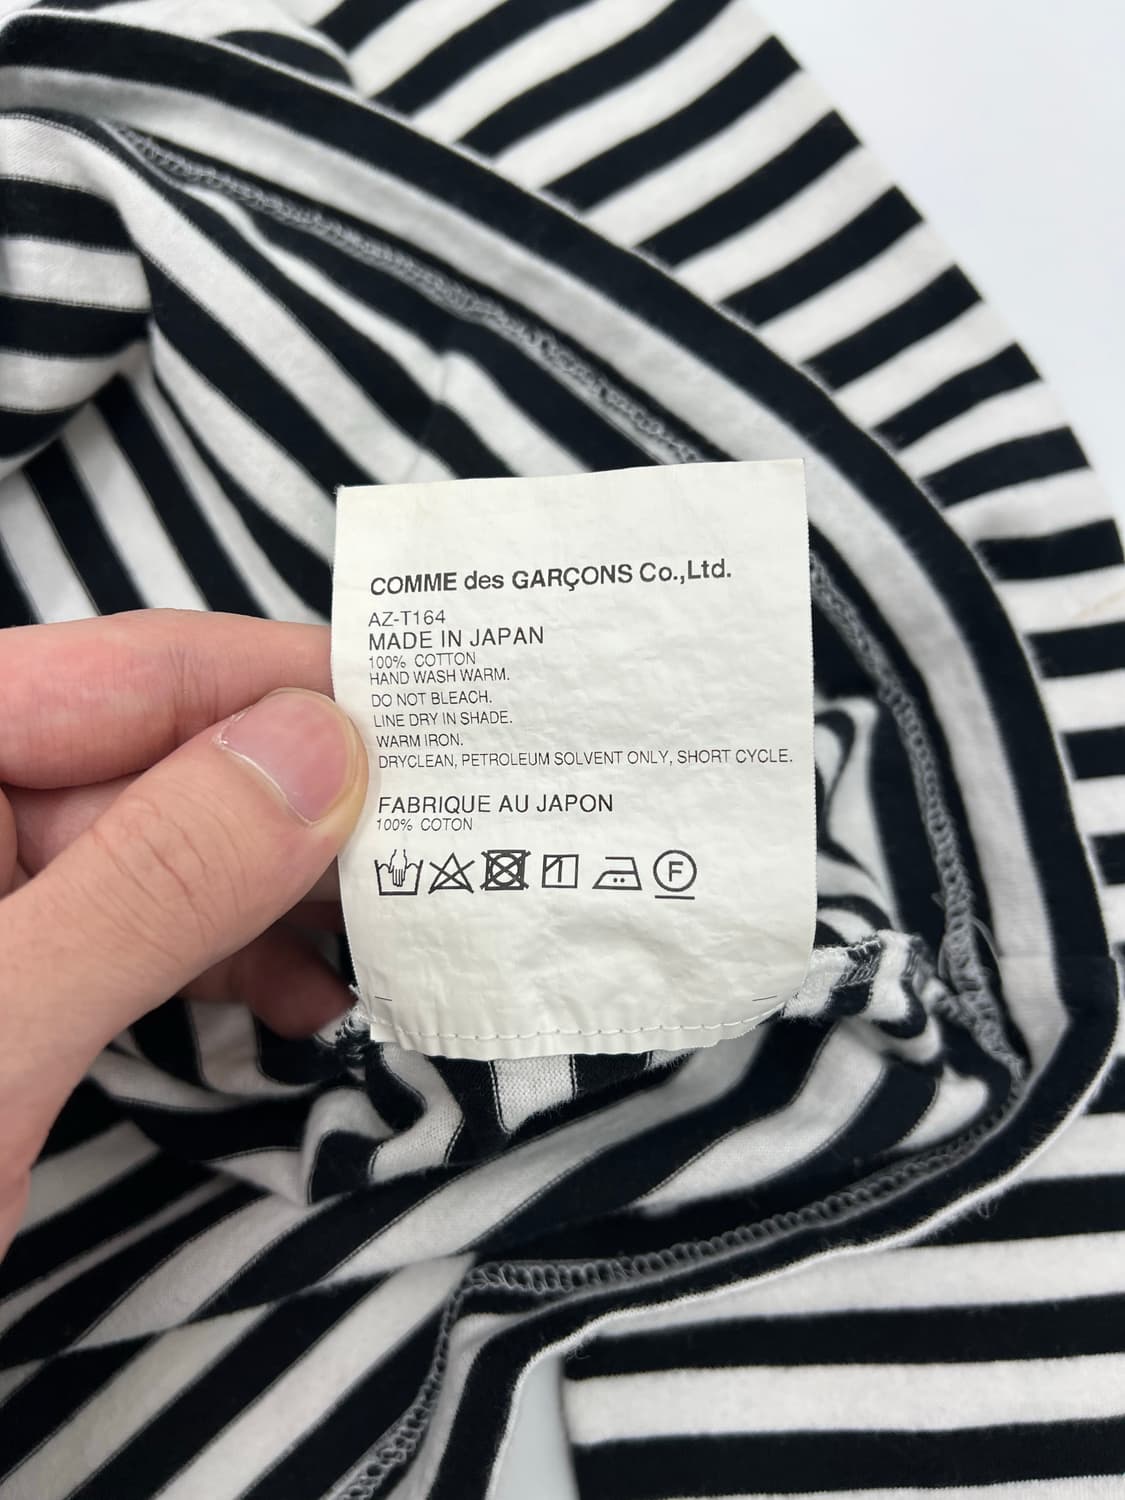 COMME des GARÇONS Co.,Ltd.
AZ-T164
MADE IN JAPAN
100% COTTON
HAND WASH WARM.
DO NOT BLEACH.
LINE DRY IN SHADE.
WARM IRON.
DRYCLEAN, PETROLEUM SOLVENT ONLY, SHORT CYCLE.
FABRIQUE AU JAPON
100% COTON
F